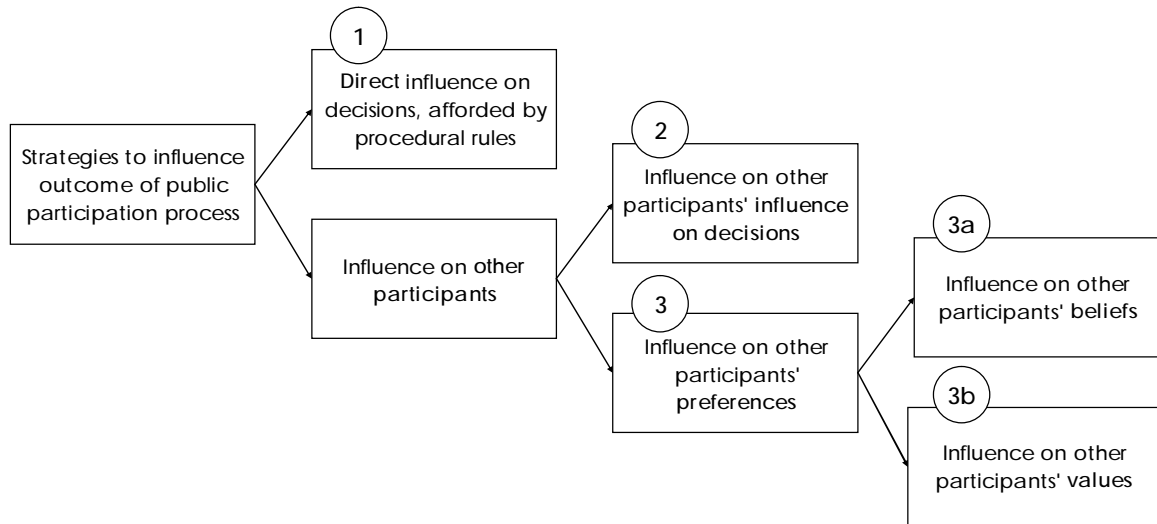 Strategies to influence
outcome of public
participation process
1
Direct influence on
decisions, afforded by
procedural rules
Influence on other
participants
2
Influence on other
participants' influence
on decisions
3
Influence on other
participants'
preferences
3a
Influence on other
participants' beliefs
3b
Influence on other
participants' values